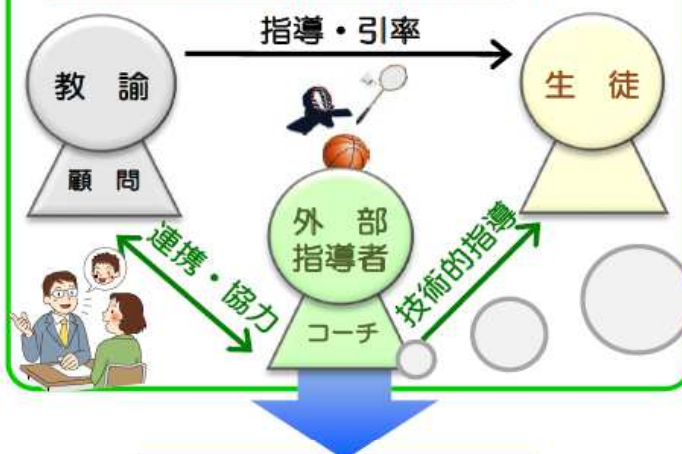 指導・引率
教 諭
顧 問
生 徒
外 部
指導者
コーチ
連携・協力
技術的指導